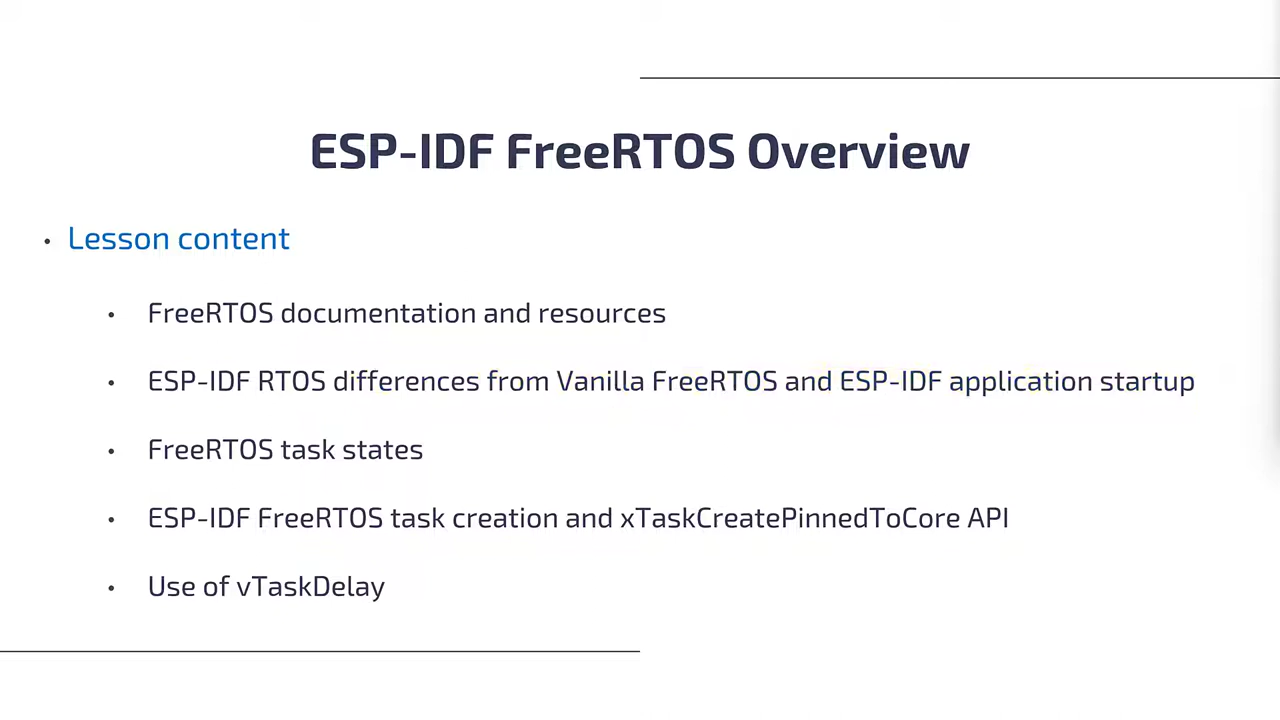 ESP-IDF FreeRTOS Overview
• Lesson content
• FreeRTOS documentation and resources
• ESP-IDF RTOS differences from Vanilla FreeRTOS and ESP-IDF application startup
• FreeRTOS task states
• ESP-IDF FreeRTOS task creation and xTaskCreatePinnedToCore API
• Use of vTaskDelay